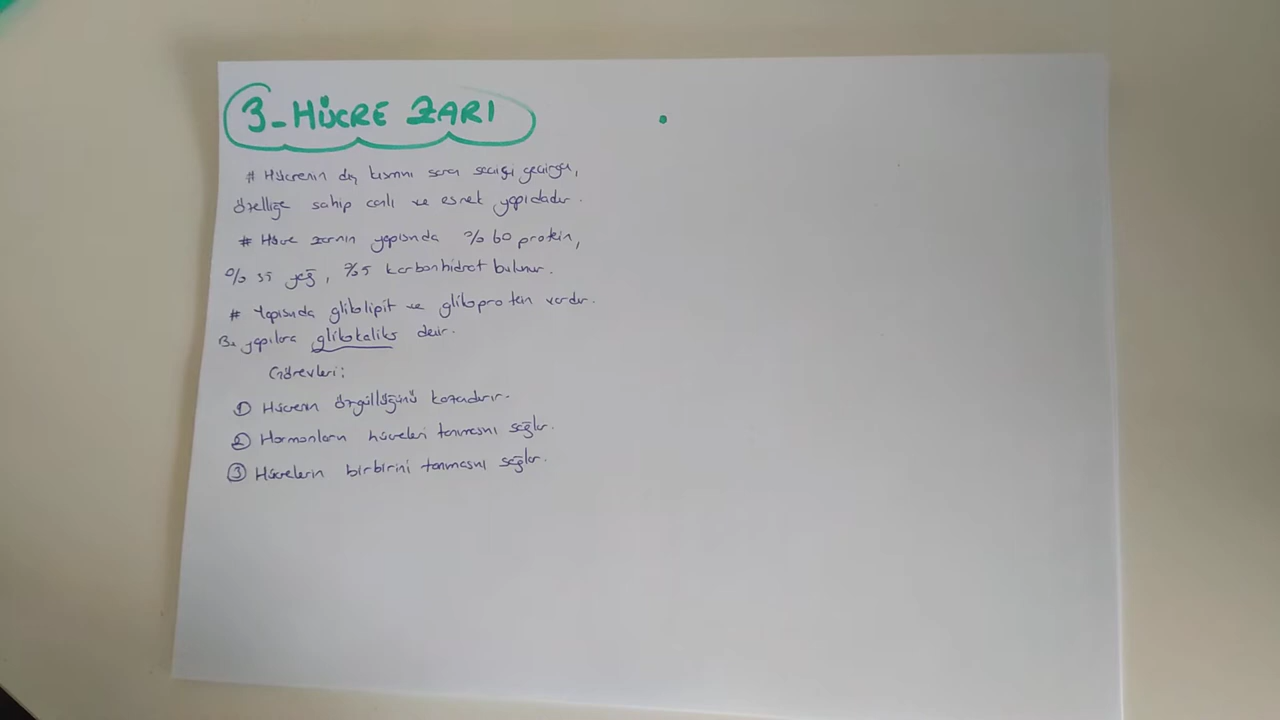 3-HÜCRE ZARI
# Hücrenin dış kısmını saran seçiçi geçirgen,
özelliğe sahip canlı ve esnek yapıdadır.
# Hücre zarının yapısında % 60 protein,
% 35 yağ, %5 karbonhidrat bulunur.
# Yapısında glikolipit ve glikoprotein vardır.
Bu yapılara glikokaliks denir.
Görevleri:
① Hücrenin özgüllüğünü kazandırır.
② Hormonların hücreleri tanımasını sağlar.
③ Hücrelerin birbirini tanımasını sağlar.